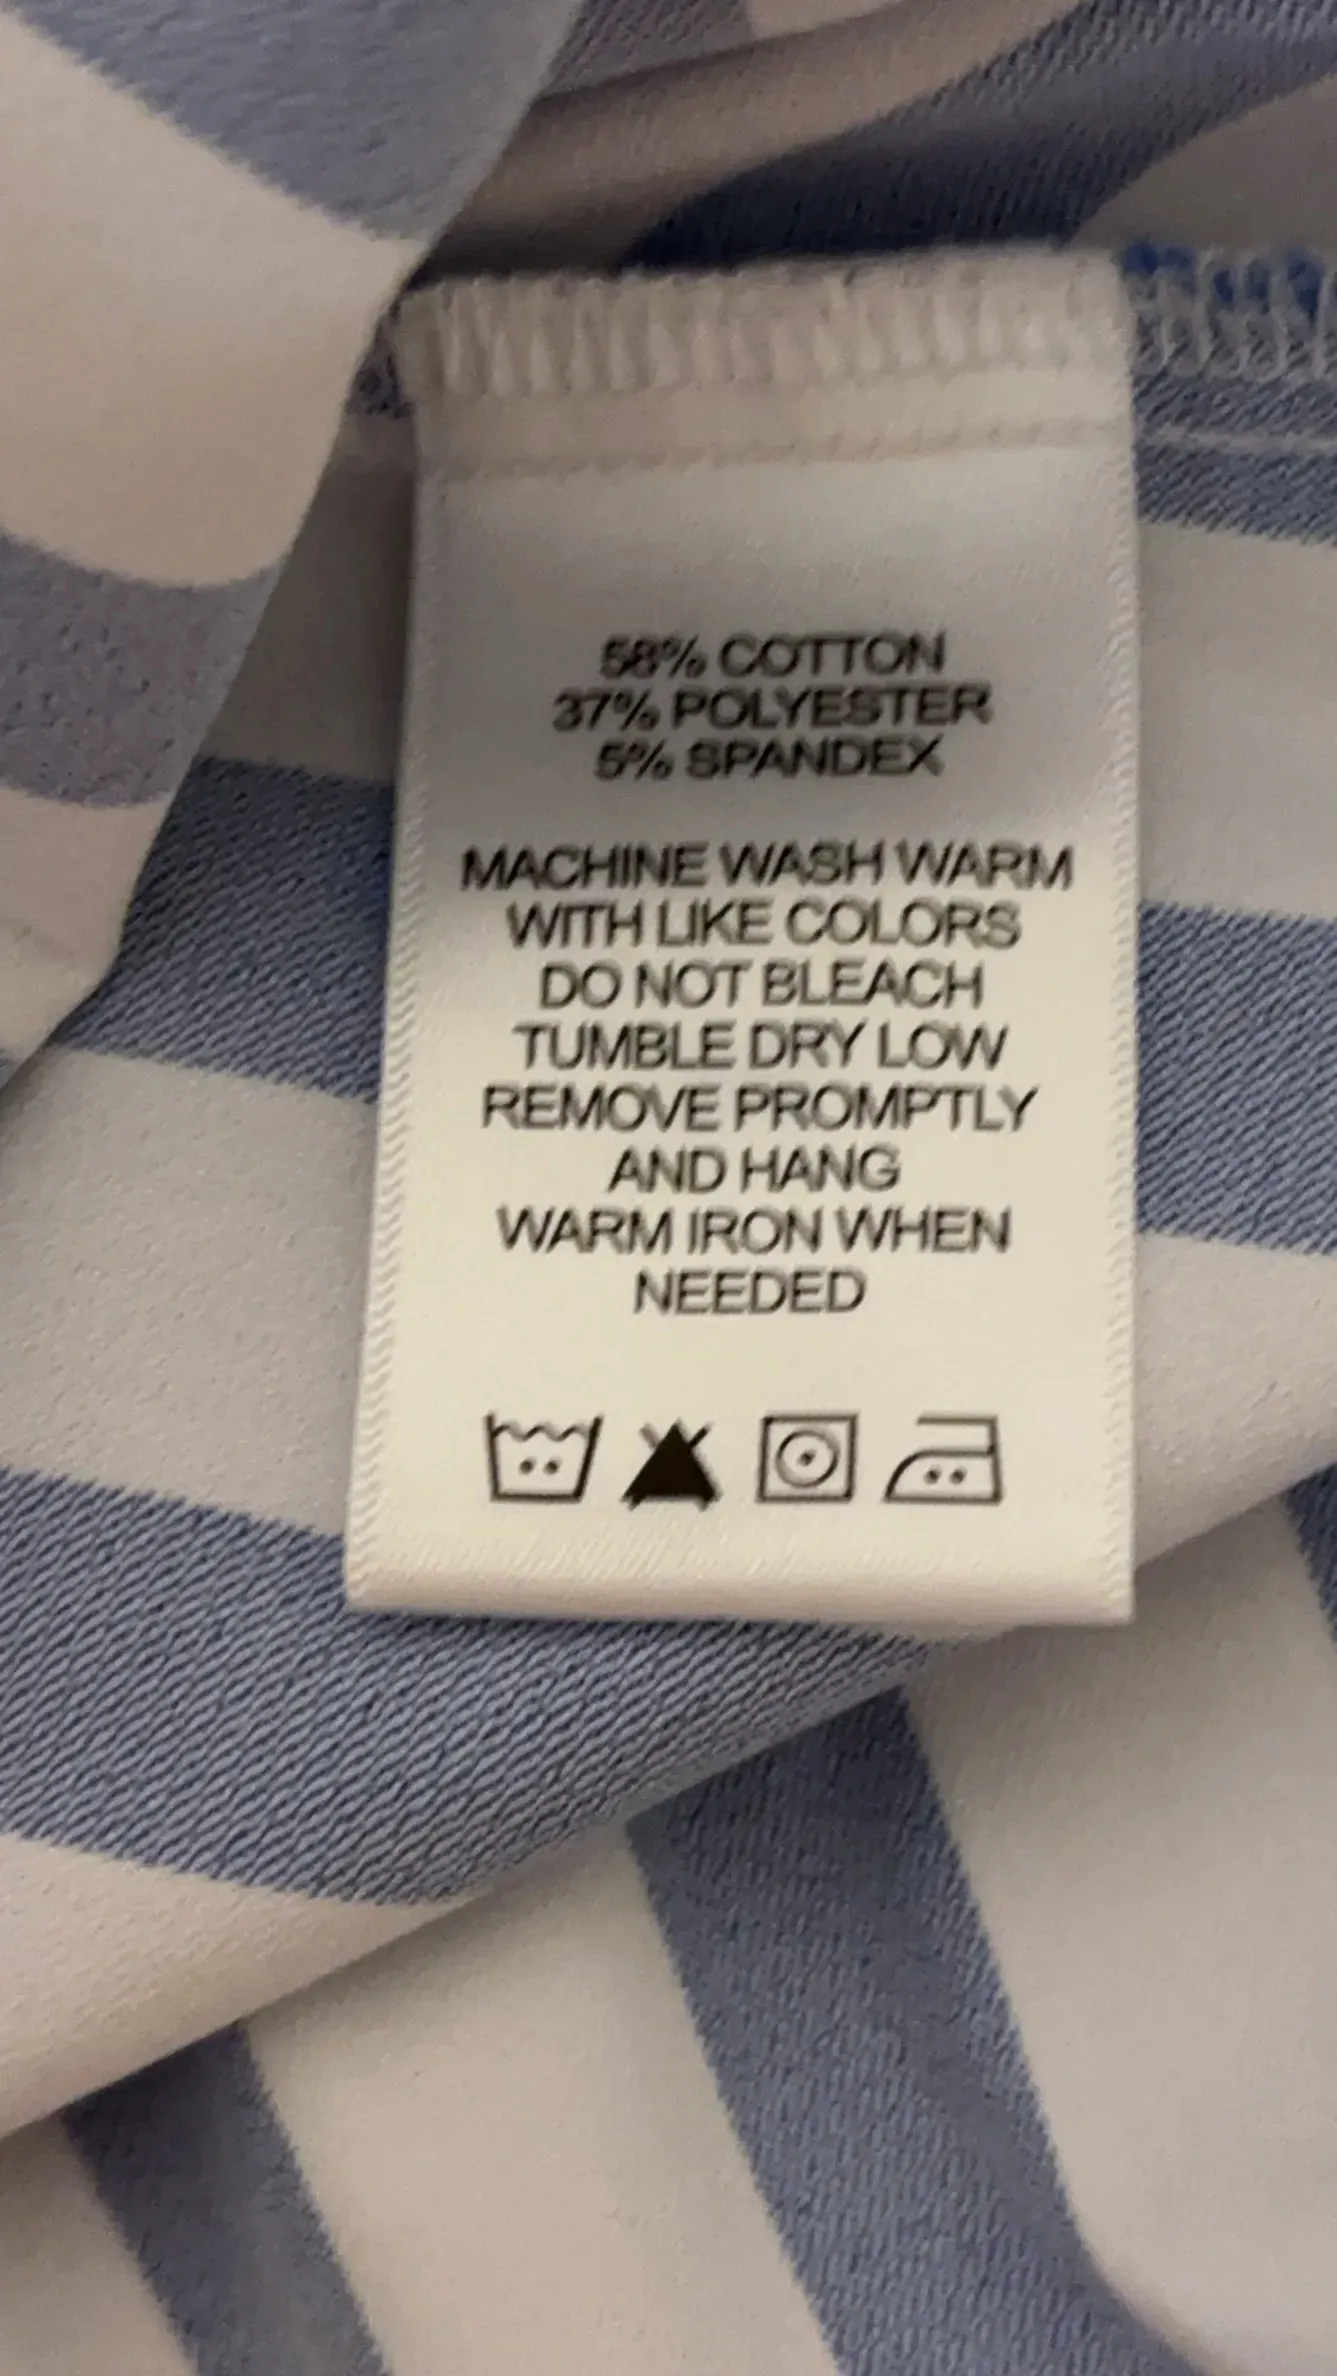 58% COTTON
37% POLYESTER
5% SPANDEX
MACHINE WASH WARM
WITH LIKE COLORS
DO NOT BLEACH
TUMBLE DRY LOW
REMOVE PROMPTLY
AND HANG
WARM IRON WHEN
NEEDED